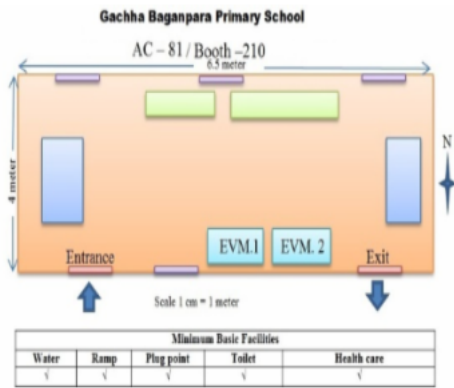 Gachha Baganpara Primary School
AC – 81 / Booth –210
6.5 meter
4 meter
N
EVM.1 EVM. 2
Entrance Exit
Scale 1 cm = 1 meter
Minimum Basic Facilities
Water Ramp Plug point Toilet Health care
√ √ √ √ √